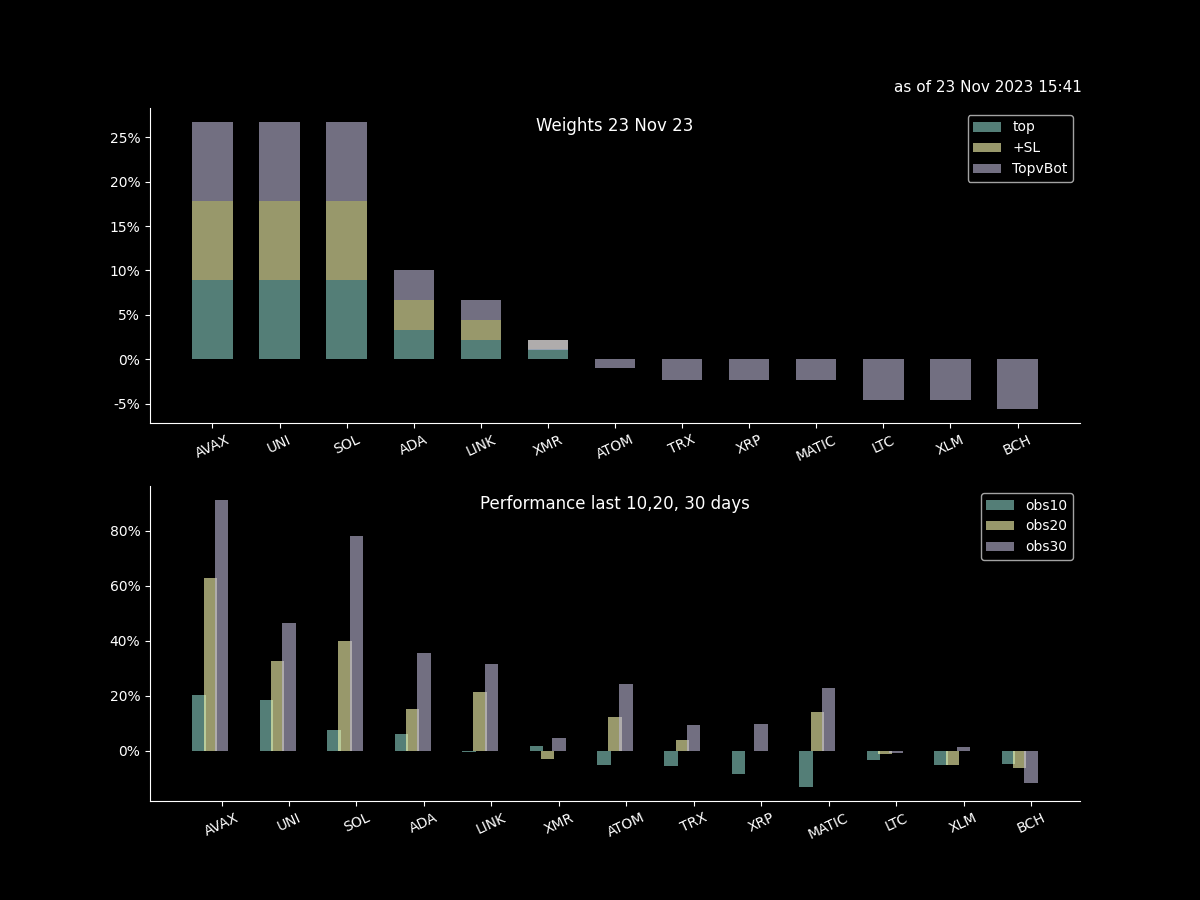 as of 23 Nov 2023 15:41
Weights 23 Nov 23
top
+SL
TopvBot
25%
20%
15%
10%
5%
0%
-5%
AVAX UNI SOL ADA LINK XMR ATOM TRX XRP MATIC LTC XLM BCH
Performance last 10,20, 30 days
obs10
obs20
obs30
80%
60%
40%
20%
0%
AVAX UNI SOL ADA LINK XMR ATOM TRX XRP MATIC LTC XLM BCH